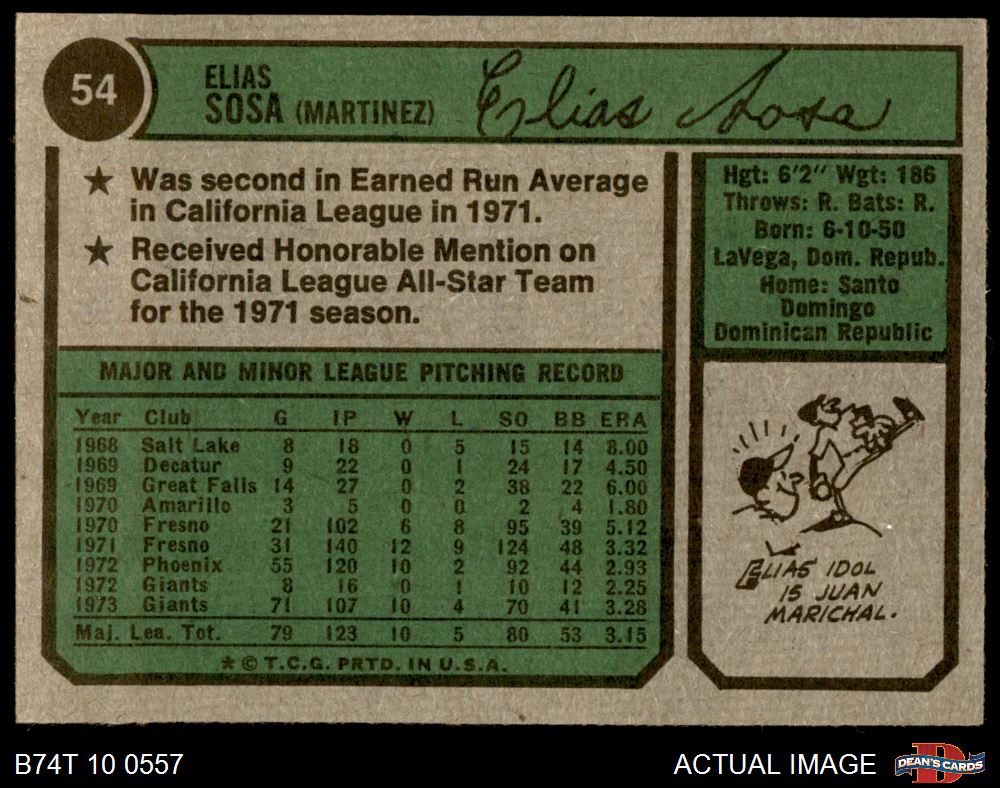 54
ELIAS
SOSA (MARTINEZ)
Elias Sosa
★ Was second in Earned Run Average
in California League in 1971.
★ Received Honorable Mention on
California League All-Star Team
for the 1971 season.
Hgt: 6'2" Wgt: 186
Throws: R. Bats: R.
Born: 6-10-50
LaVega, Dom. Repub.
Home: Santo
Domingo
Dominican Republic
MAJOR AND MINOR LEAGUE PITCHING RECORD
Year Club G IP W L SO BB ERA
1968 Salt Lake 8 18 0 5 15 14 8.00
1969 Decatur 9 22 0 1 24 17 4.50
1969 Great Falls 14 27 0 2 38 22 6.00
1970 Amarillo 3 5 0 0 2 4 1.80
1970 Fresno 21 102 6 8 95 39 5.12
1971 Fresno 31 140 12 9 124 48 3.32
1972 Phoenix 55 120 10 2 92 44 2.93
1972 Giants 8 16 0 1 10 12 2.25
1973 Giants 71 107 10 4 70 41 3.28
Maj. Lea. Tot. 79 123 10 5 80 53 3.15
★ © T.C.G. PRTD. IN U.S.A.
ELIAS' IDOL
IS JUAN
MARICHAL.
B74T 10 0557
ACTUAL IMAGE
D
DEAN'S CARDS